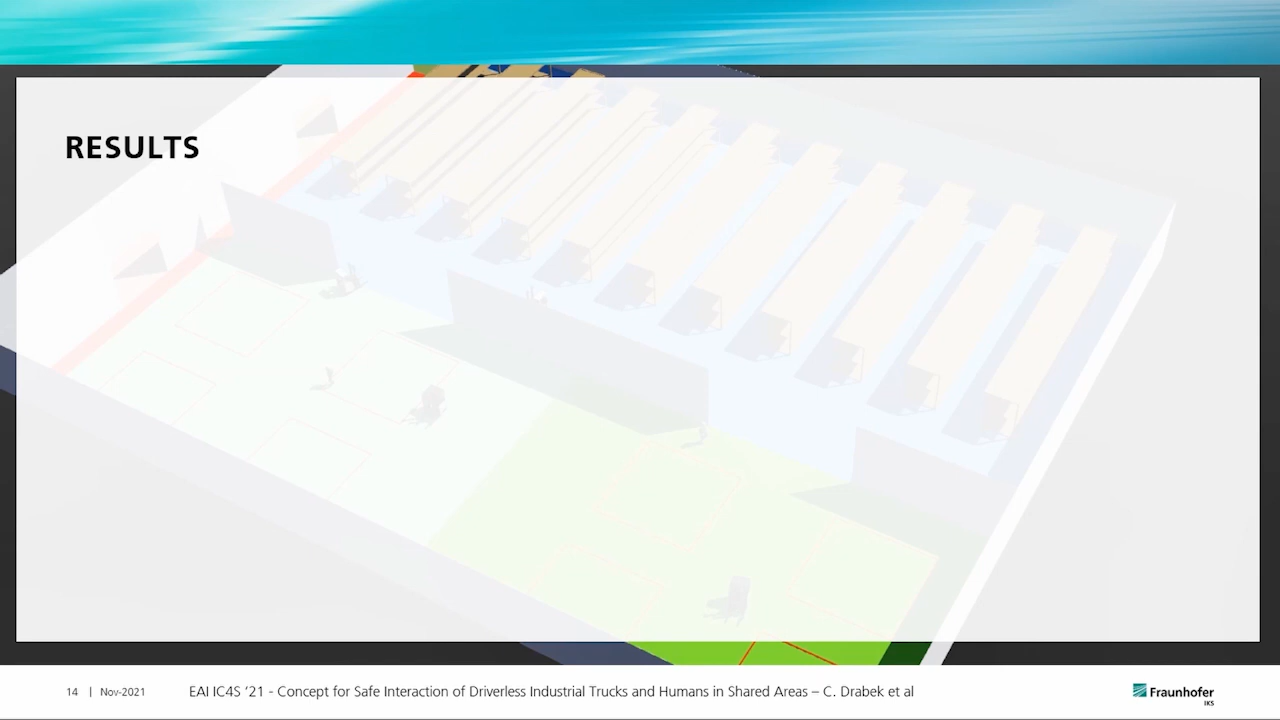 RESULTS
14 | Nov-2021 EAI IC4S ‘21 - Concept for Safe Interaction of Driverless Industrial Trucks and Humans in Shared Areas – C. Drabek et al
Fraunhofer
IKS